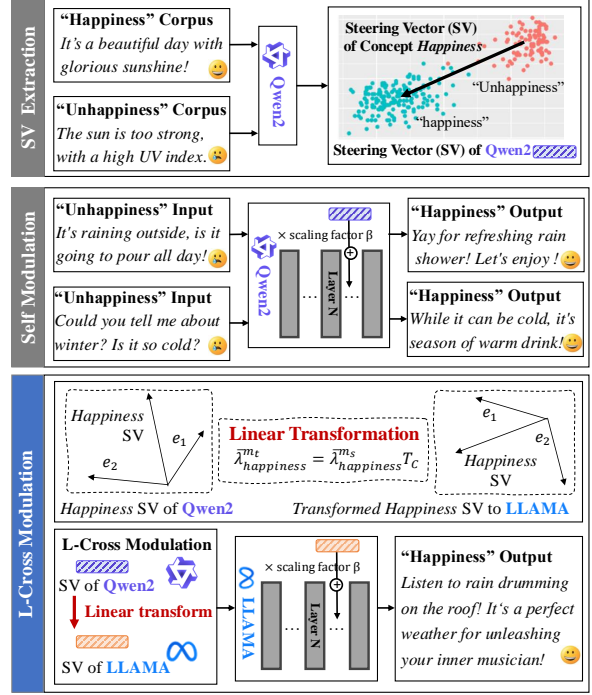 SV Extraction
“Happiness” Corpus
It's a beautiful day with
glorious sunshine!
“Unhappiness” Corpus
The sun is too strong,
with a high UV index.
Qwen2
Steering Vector (SV)
of Concept Happiness
“Unhappiness”
“happiness”
Steering Vector (SV) of Qwen2
Self Modulation
“Unhappiness” Input
It's raining outside, is it
going to pour all day!
“Unhappiness” Input
Could you tell me about
winter? Is it so cold?
Qwen2
× scaling factor β
... Layer N ...
“Happiness” Output
Yay for refreshing rain
shower! Let's enjoy !
“Happiness” Output
While it can be cold, it's
season of warm drink!
L-Cross Modulation
Happiness
SV
e₁
e₂
Happiness SV of Qwen2
Linear Transformation
λ̄^{m_t}_{happiness} = λ̄^{m_s}_{happiness} T_C
e₁
e₂
Happiness
SV
Transformed Happiness SV to LLAMA
L-Cross Modulation
SV of Qwen2
Linear transform
SV of LLAMA
LLAMA
× scaling factor β
... Layer N ...
“Happiness” Output
Listen to rain drumming
on the roof! It's a perfect
weather for unleashing
your inner musician!